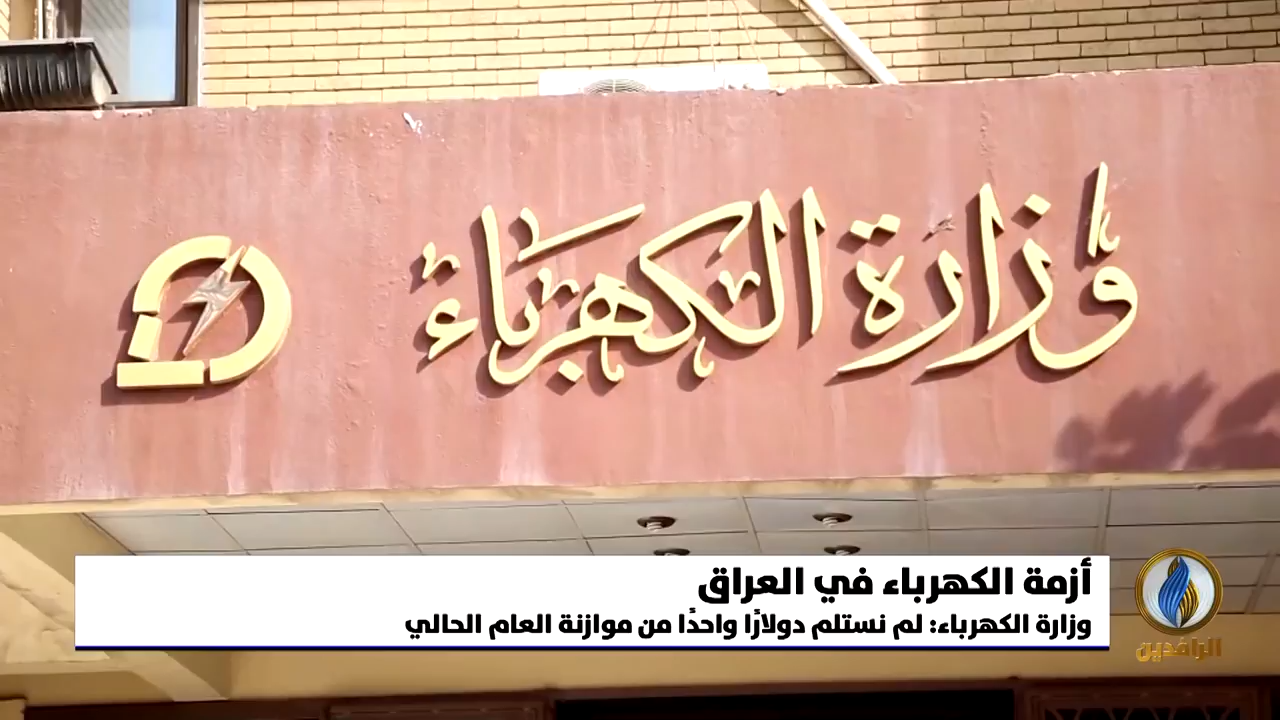 وزارة الكهرباء
أزمة الكهرباء في العراق
وزارة الكهرباء: لم نستلم دولارًا واحدًا من موازنة العام الحالي
الرافدين